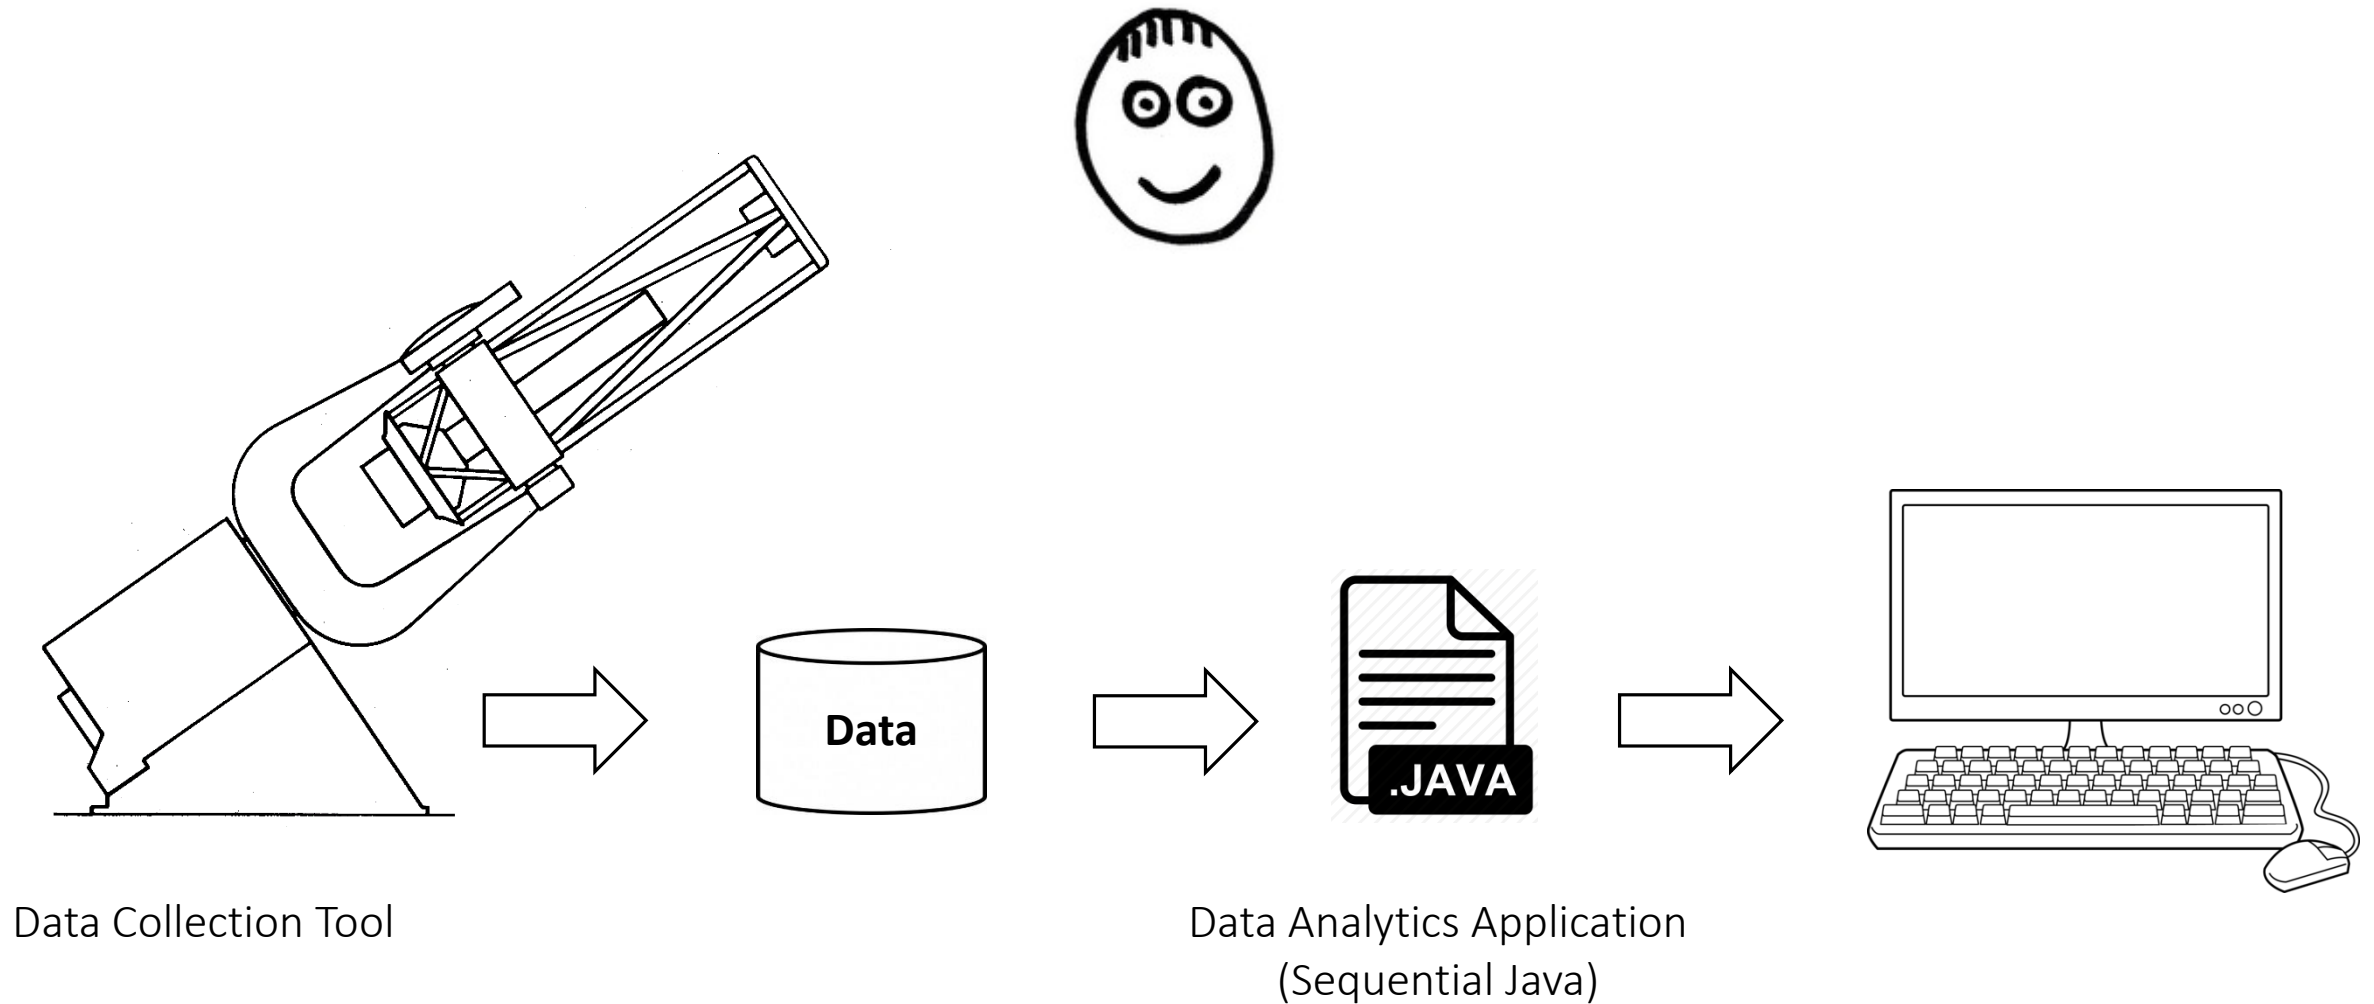 Data
.JAVA
Data Collection Tool
Data Analytics Application
(Sequential Java)